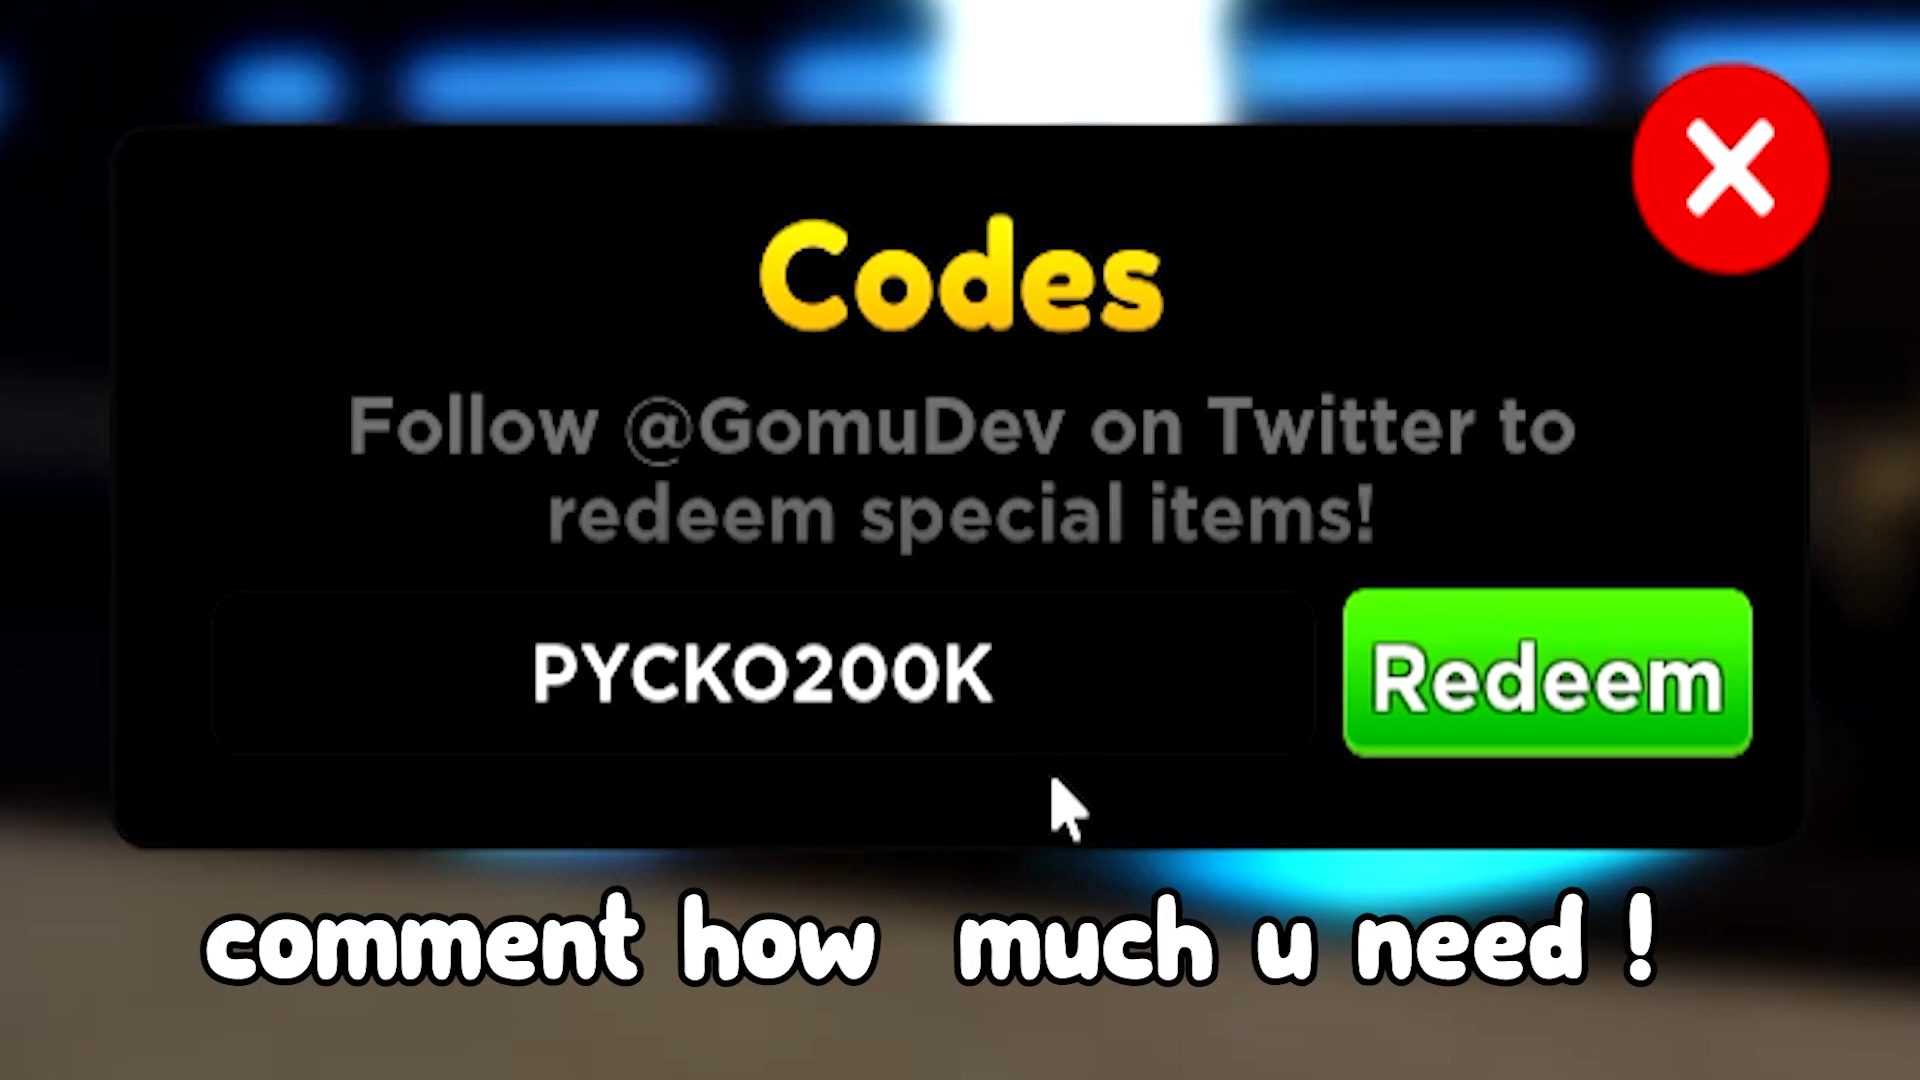 Codes
Follow @GomuDev on Twitter to
redeem special items!
PYCKO200K
Redeem
comment how much u need !